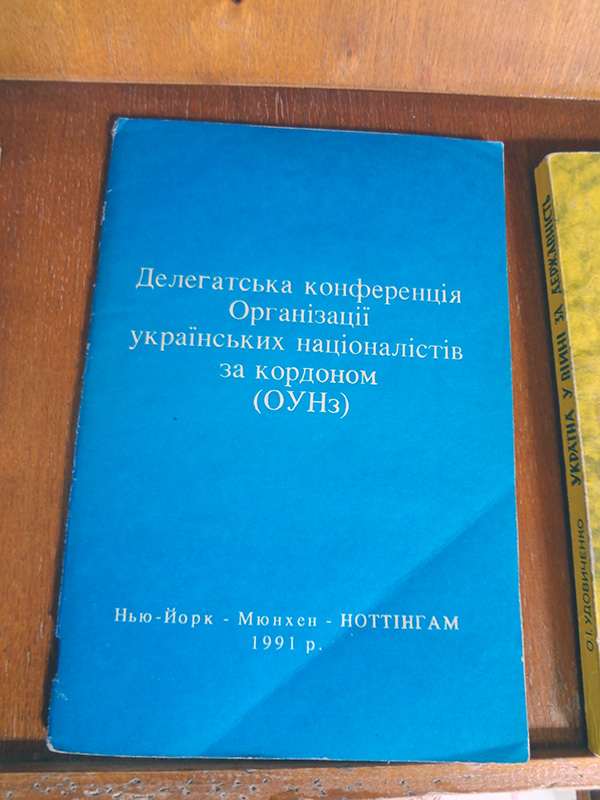 Делегатська конференція
Організації
українських націоналістів
за кордоном
(ОУНз)
Нью-Йорк - Мюнхен - НОТТІНГАМ
1991 р.
О. І. УДОВИЧЕНКО УКРАЇНА У ВІЙНІ ЗА ДЕРЖАВНІСТЬ